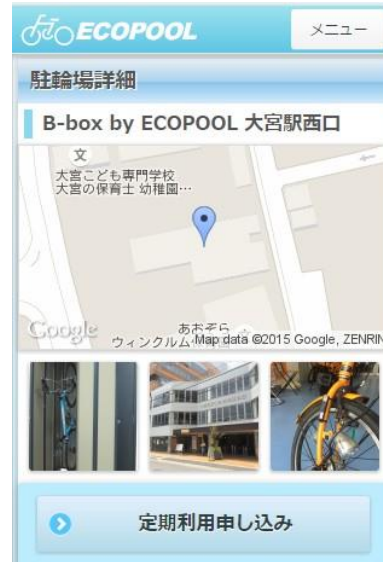 ECOPOOL
メニュー
駐輪場詳細
B-box by ECOPOOL 大宮駅西口
文
大宮こども専門学校
大宮の保育士 幼稚園…
あおぞら
Google
ウィンクルム
Map data ©2015 Google, ZENRIN
定期利用申し込み